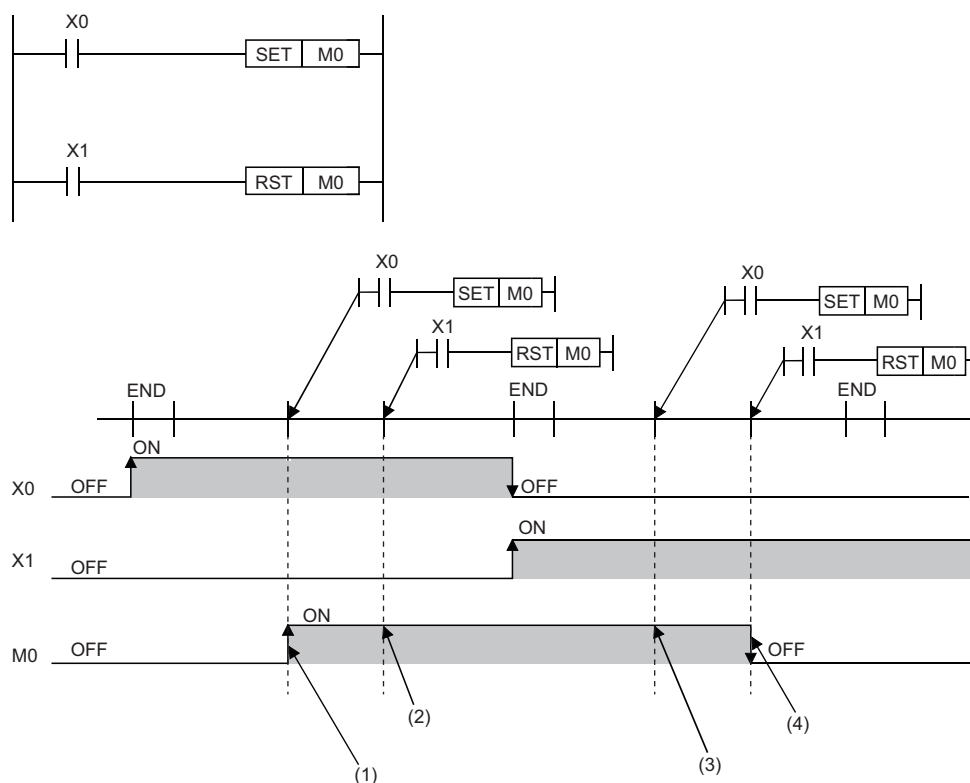 X0
SET M0
X1
RST M0
X0
SET M0
X0
SET M0
X1
RST M0
X1
RST M0
END
END
END
ON
X0 OFF
OFF
ON
X1 OFF
ON
M0 OFF
OFF
(1)
(2)
(3)
(4)